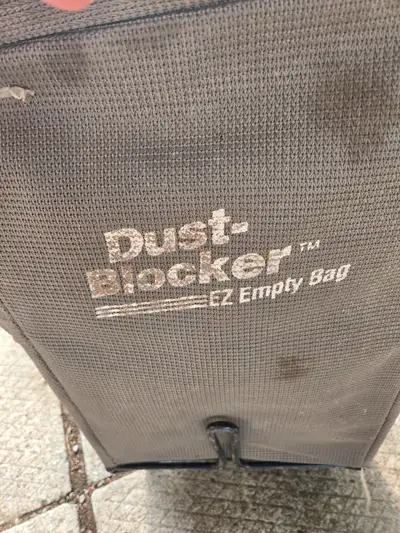 Dust-
Blocker™
EZ Empty Bag